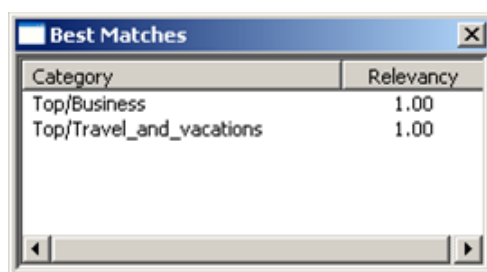 Best Matches
Category Relevancy
Top/Business 1.00
Top/Travel_and_vacations 1.00